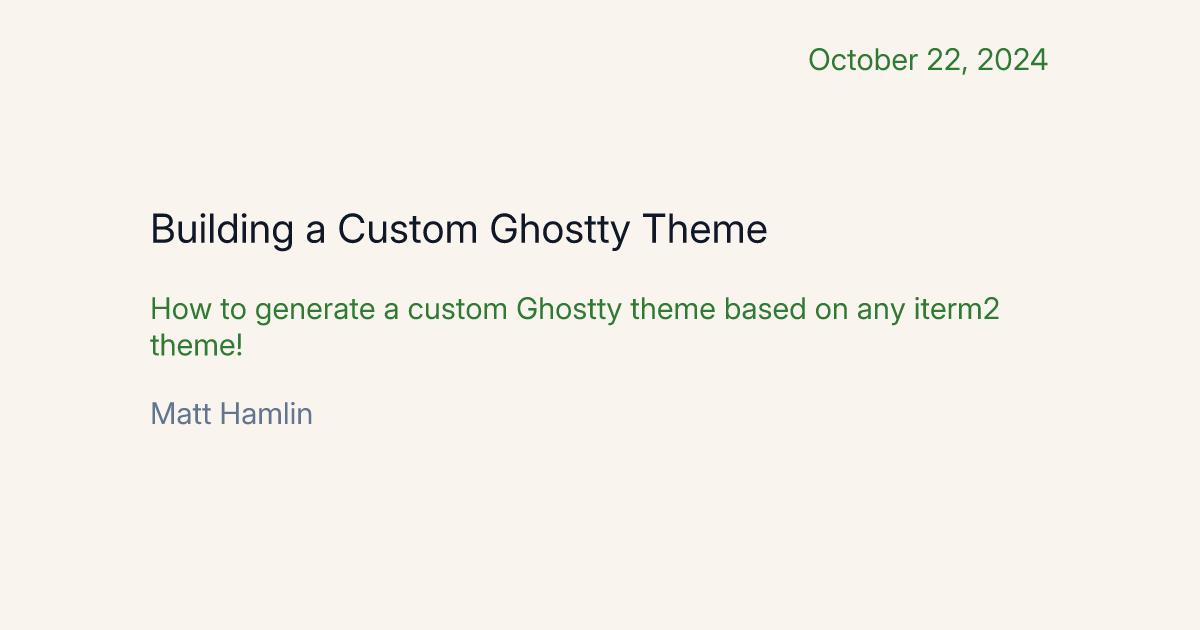 October 22, 2024
Building a Custom Ghostty Theme
How to generate a custom Ghostty theme based on any iterm2
theme!
Matt Hamlin